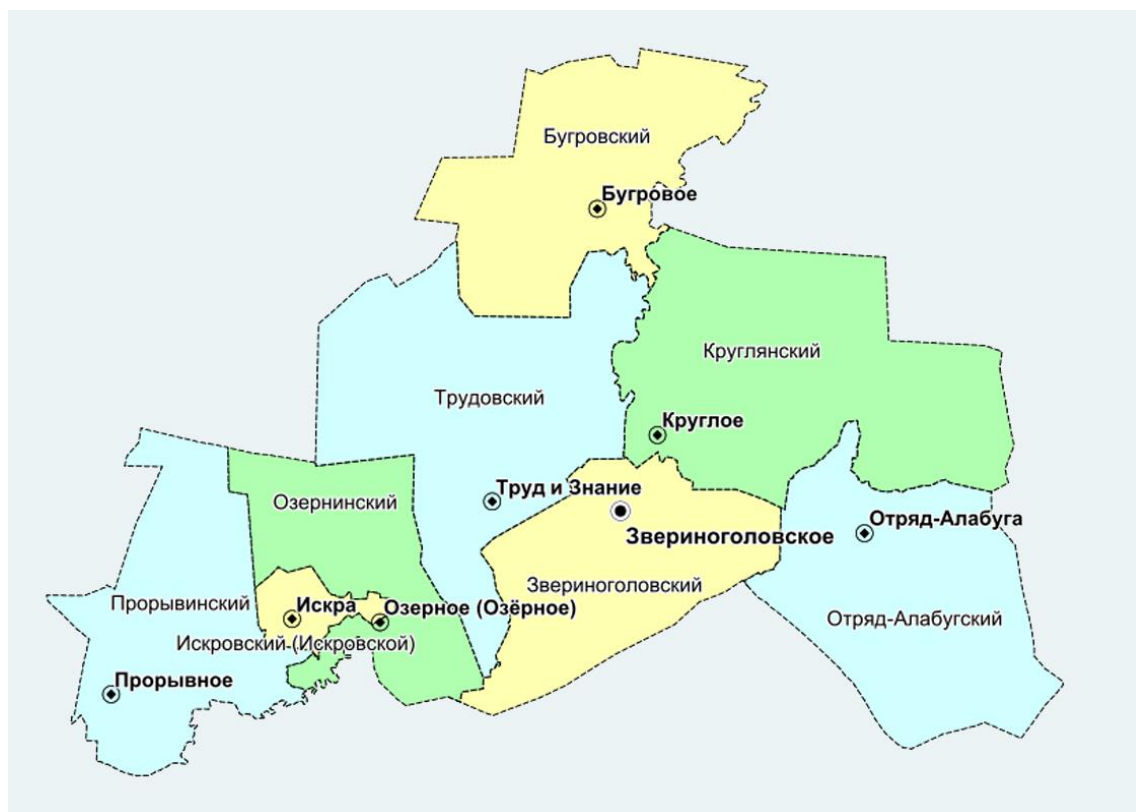 Бугровский
Бугровое
Круглянский
Трудовский
Круглое
Озернинский
Труд и Знание
Отряд-Алабуга
Звериноголовское
Звериноголовский
Прорывинский
Искра
Озерное (Озёрное)
Отряд-Алабугский
Искровский (Искровской)
Прорывное